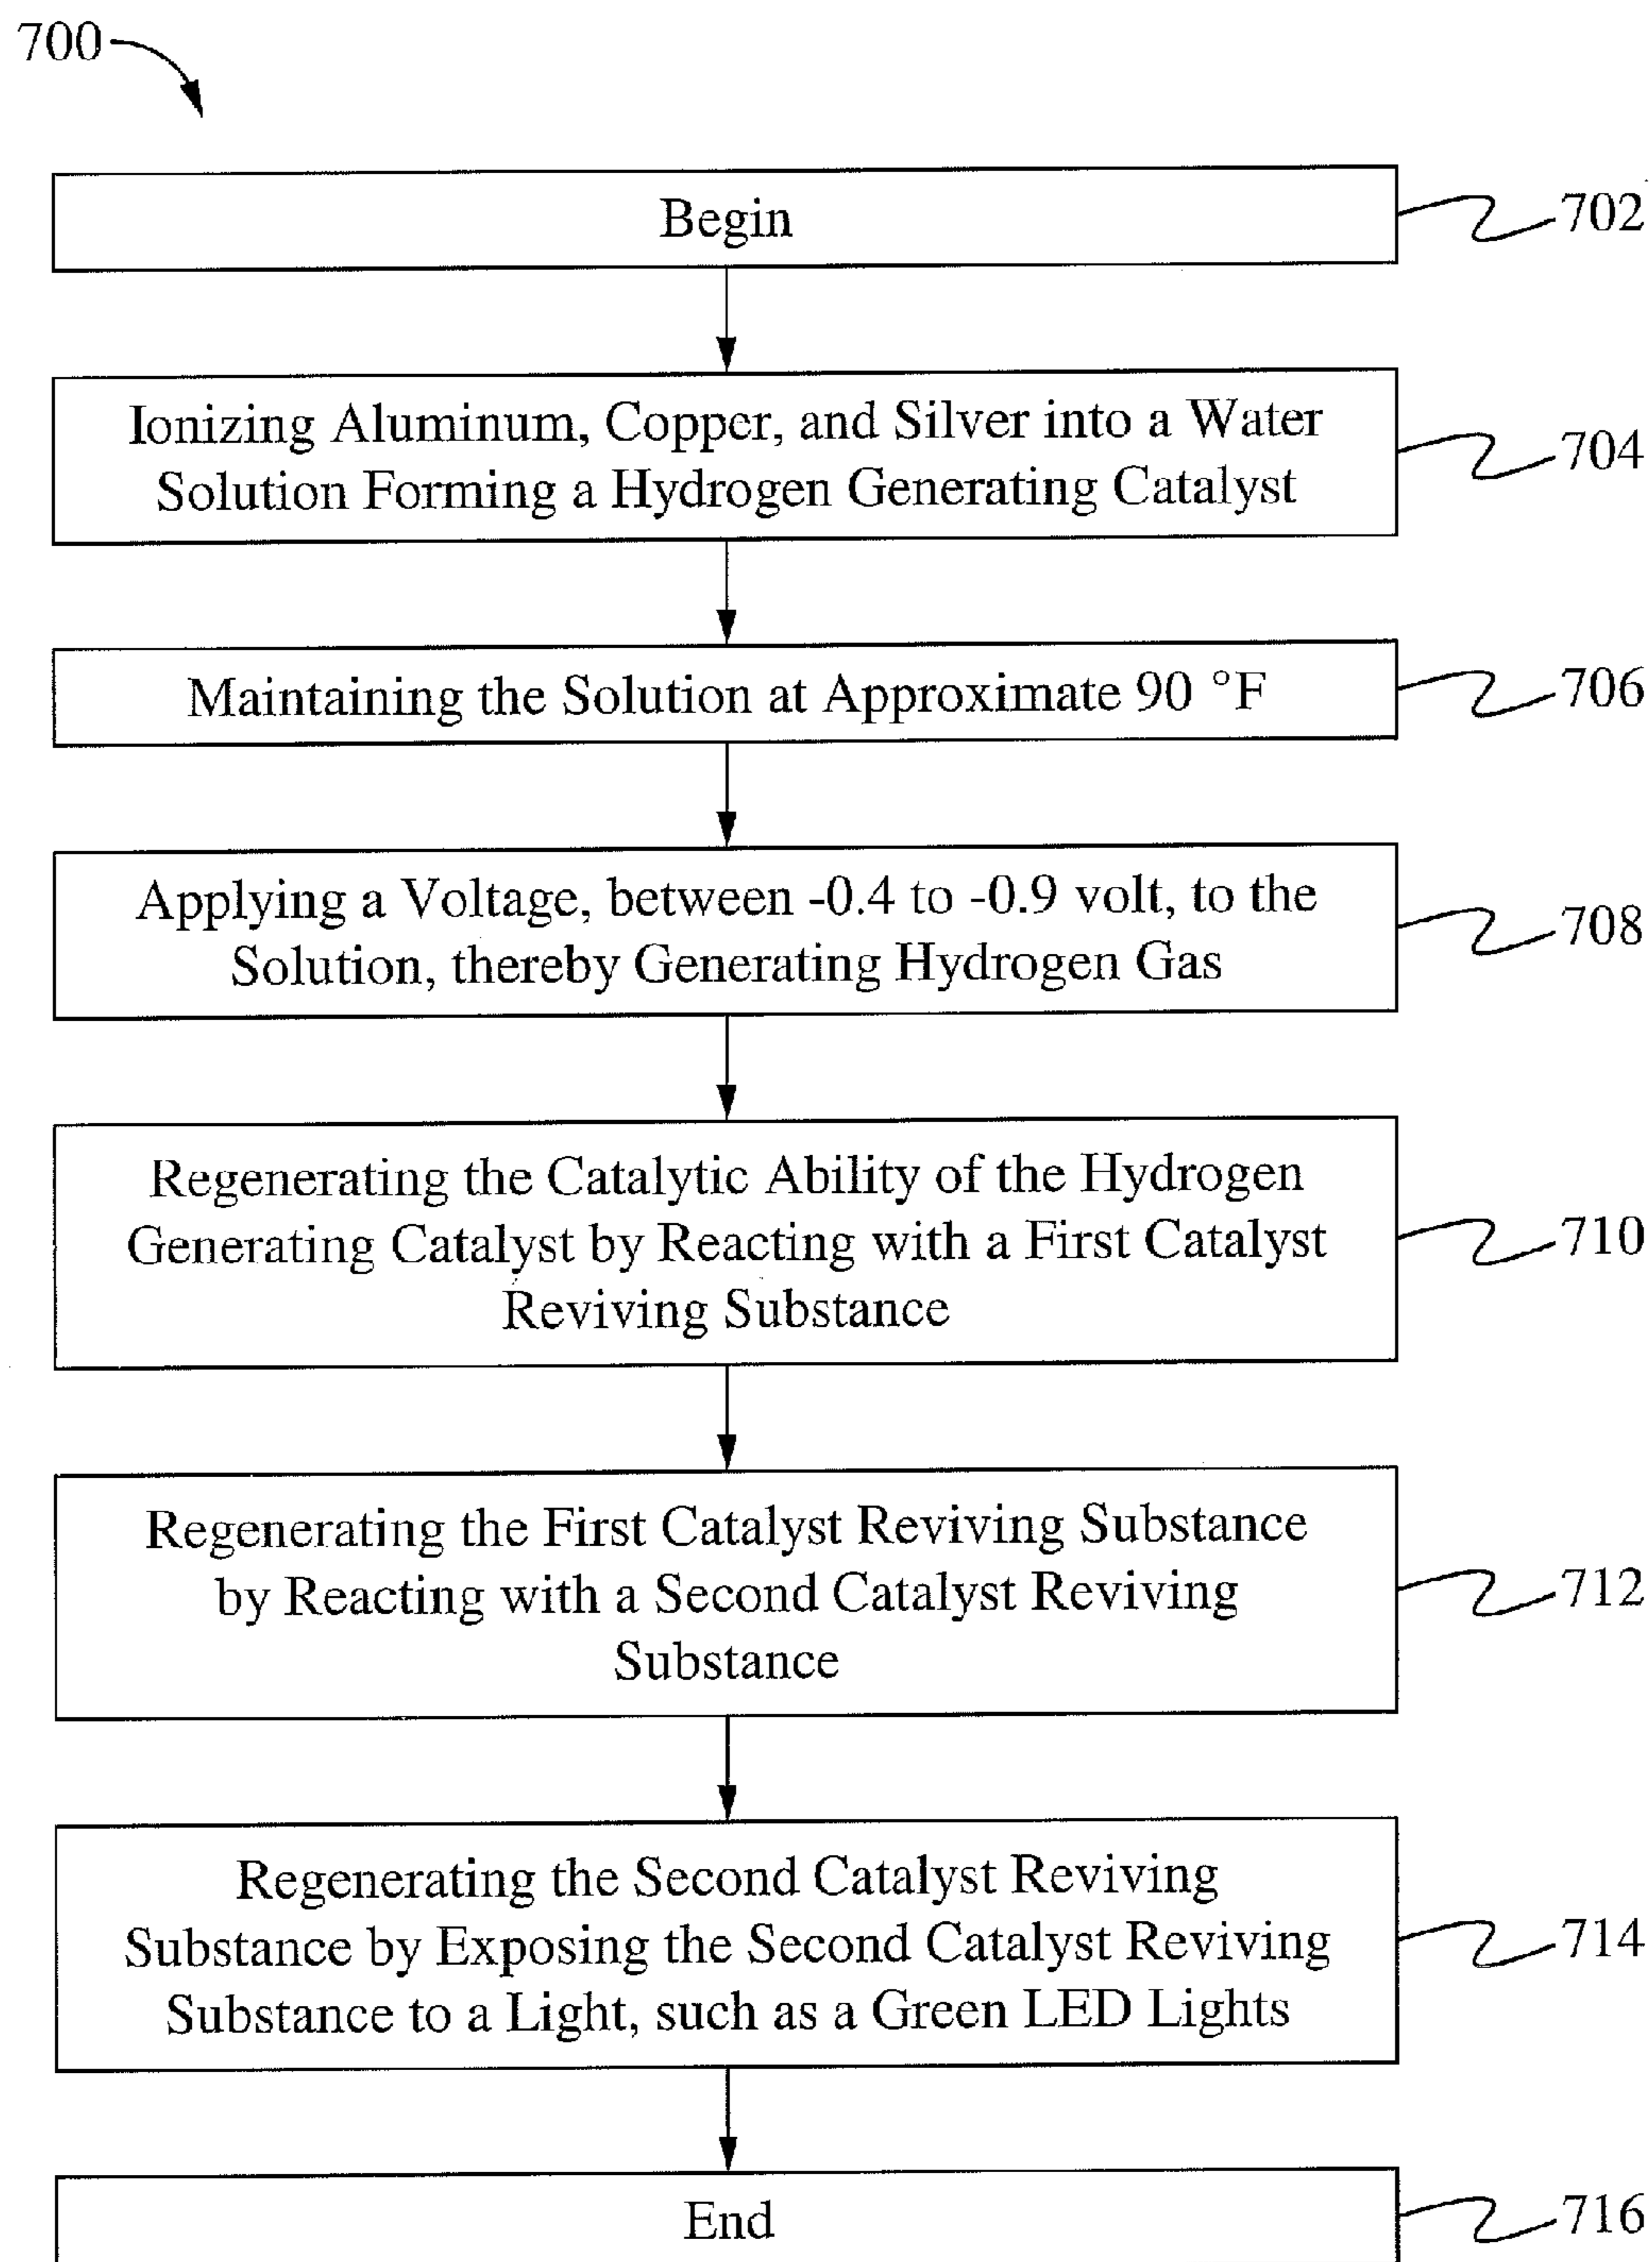 700
Begin
702
Ionizing Aluminum, Copper, and Silver into a Water
Solution Forming a Hydrogen Generating Catalyst
704
Maintaining the Solution at Approximate 90 °F
706
Applying a Voltage, between -0.4 to -0.9 volt, to the
Solution, thereby Generating Hydrogen Gas
708
Regenerating the Catalytic Ability of the Hydrogen
Generating Catalyst by Reacting with a First Catalyst
Reviving Substance
710
Regenerating the First Catalyst Reviving Substance
by Reacting with a Second Catalyst Reviving
Substance
712
Regenerating the Second Catalyst Reviving
Substance by Exposing the Second Catalyst Reviving
Substance to a Light, such as a Green LED Lights
714
End
716